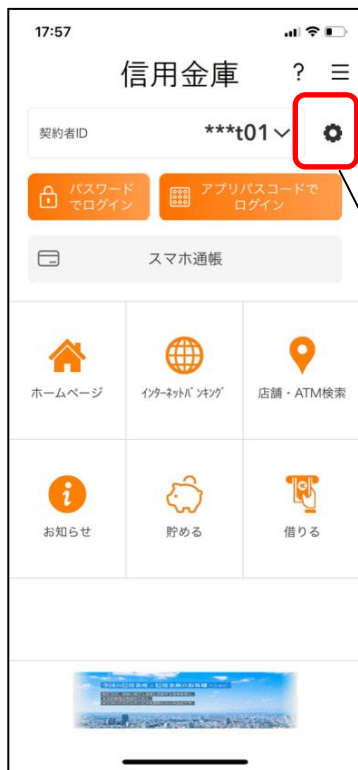 17:57
信用金庫 ?
契約者ID ***t01
パスワード
でログイン
アプリパスコードで
ログイン
スマホ通帳
ホームページ
インターネットバンキング
店舗・ATM検索
お知らせ
貯める
借りる